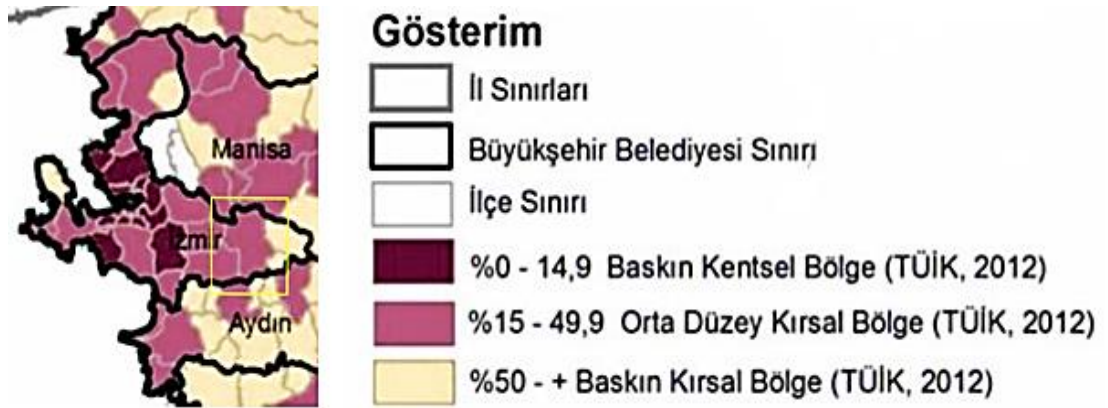 Manisa
İzmir
Aydın
Gösterim
İl Sınırları
Büyükşehir Belediyesi Sınırı
İlçe Sınırı
%0 - 14,9 Baskın Kentsel Bölge (TÜİK, 2012)
%15 - 49,9 Orta Düzey Kırsal Bölge (TÜİK, 2012)
%50 - + Baskın Kırsal Bölge (TÜİK, 2012)